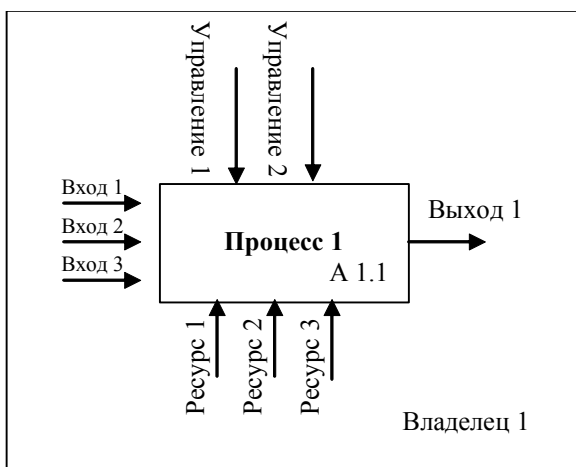 Управление 1
Управление 2
Вход 1
Вход 2
Вход 3
Процесс 1
А 1.1
Выход 1
Ресурс 1
Ресурс 2
Ресурс 3
Владелец 1